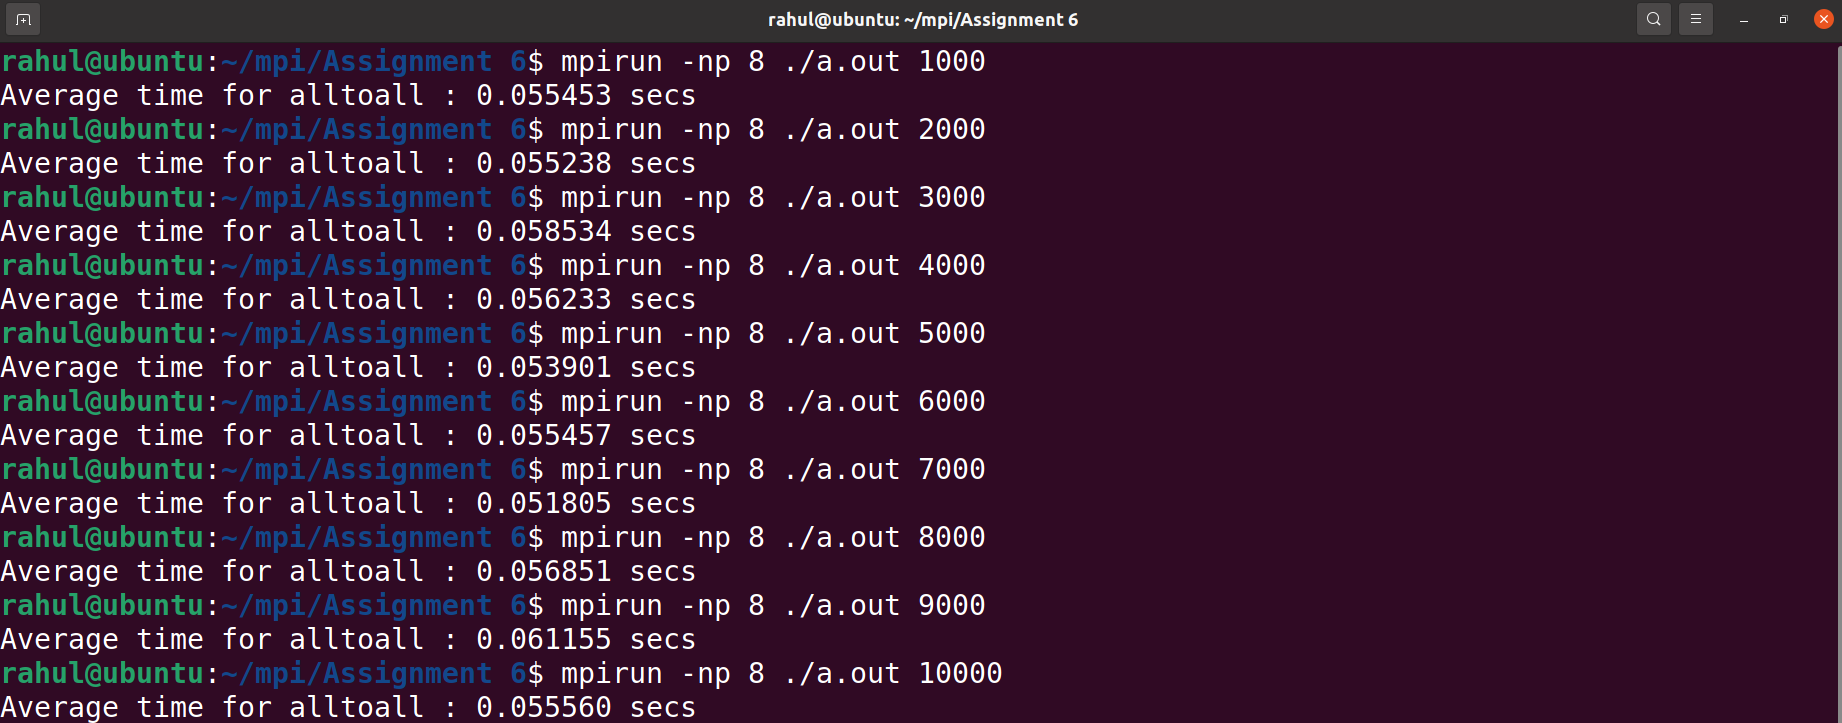 rahul@ubuntu: ~/mpi/Assignment 6
rahul@ubuntu:~/mpi/Assignment 6$ mpirun -np 8 ./a.out 1000
Average time for alltoall : 0.055453 secs
rahul@ubuntu:~/mpi/Assignment 6$ mpirun -np 8 ./a.out 2000
Average time for alltoall : 0.055238 secs
rahul@ubuntu:~/mpi/Assignment 6$ mpirun -np 8 ./a.out 3000
Average time for alltoall : 0.058534 secs
rahul@ubuntu:~/mpi/Assignment 6$ mpirun -np 8 ./a.out 4000
Average time for alltoall : 0.056233 secs
rahul@ubuntu:~/mpi/Assignment 6$ mpirun -np 8 ./a.out 5000
Average time for alltoall : 0.053901 secs
rahul@ubuntu:~/mpi/Assignment 6$ mpirun -np 8 ./a.out 6000
Average time for alltoall : 0.055457 secs
rahul@ubuntu:~/mpi/Assignment 6$ mpirun -np 8 ./a.out 7000
Average time for alltoall : 0.051805 secs
rahul@ubuntu:~/mpi/Assignment 6$ mpirun -np 8 ./a.out 8000
Average time for alltoall : 0.056851 secs
rahul@ubuntu:~/mpi/Assignment 6$ mpirun -np 8 ./a.out 9000
Average time for alltoall : 0.061155 secs
rahul@ubuntu:~/mpi/Assignment 6$ mpirun -np 8 ./a.out 10000
Average time for alltoall : 0.055560 secs